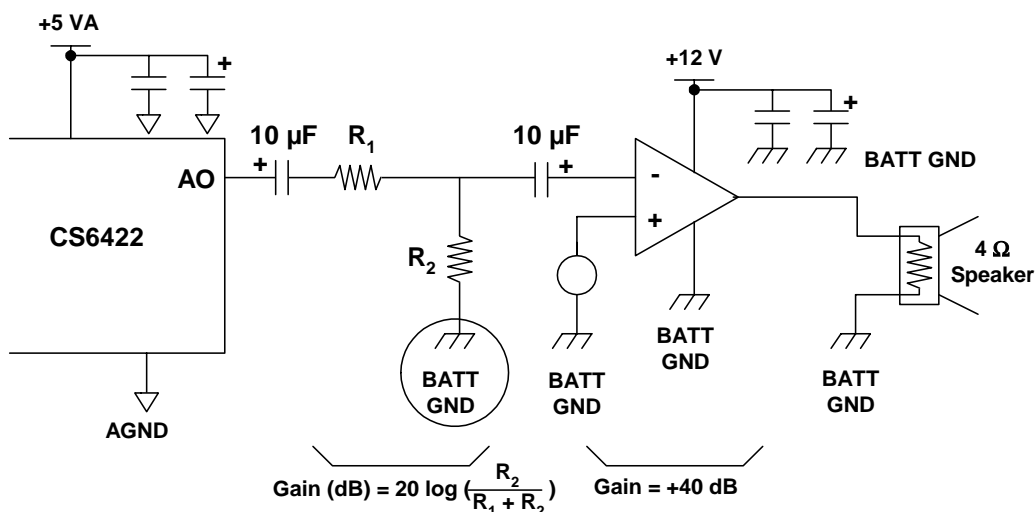 +5 VA
+
+12 V
+
10 µF
R1
10 µF
BATT GND
+
+
AO
-
+
CS6422
R2
4 Ω
Speaker
BATT
GND
BATT
GND
BATT
GND
BATT
GND
AGND
Gain (dB) = 20 log (R2 / R1 + R2)
Gain = +40 dB